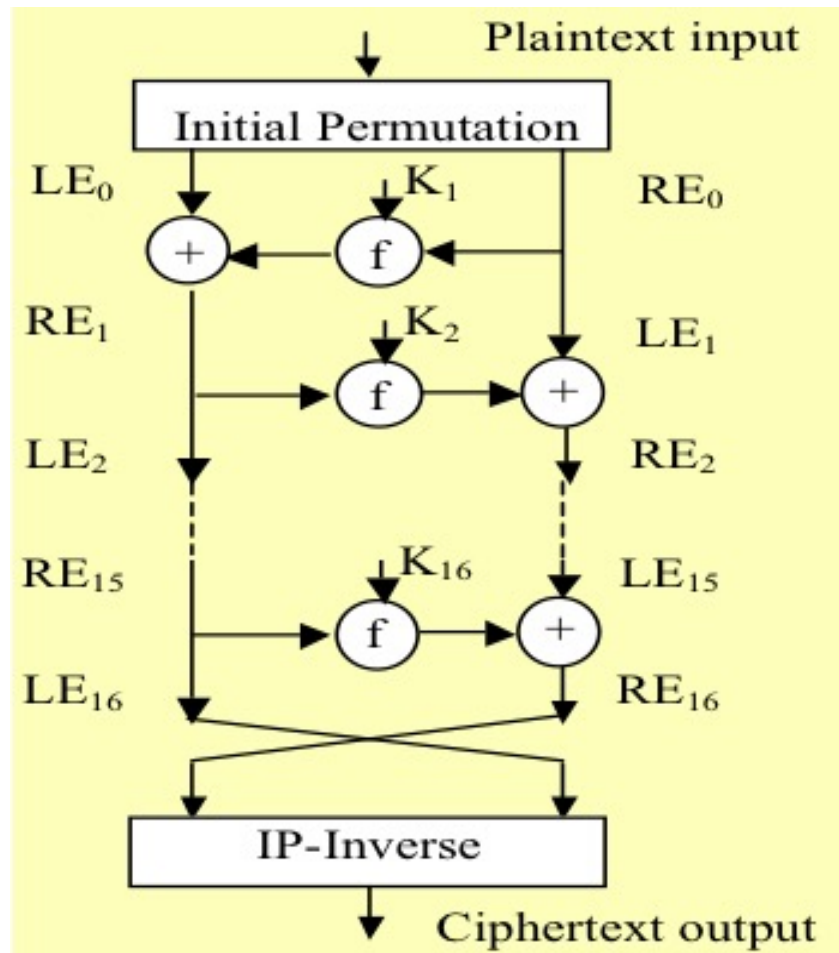 Plaintext input
Initial Permutation
LE₀ K₁ RE₀
+ f
RE₁ K₂ LE₁
f +
LE₂ RE₂
RE₁₅ K₁₆ LE₁₅
f +
LE₁₆ RE₁₆
IP-Inverse
Ciphertext output